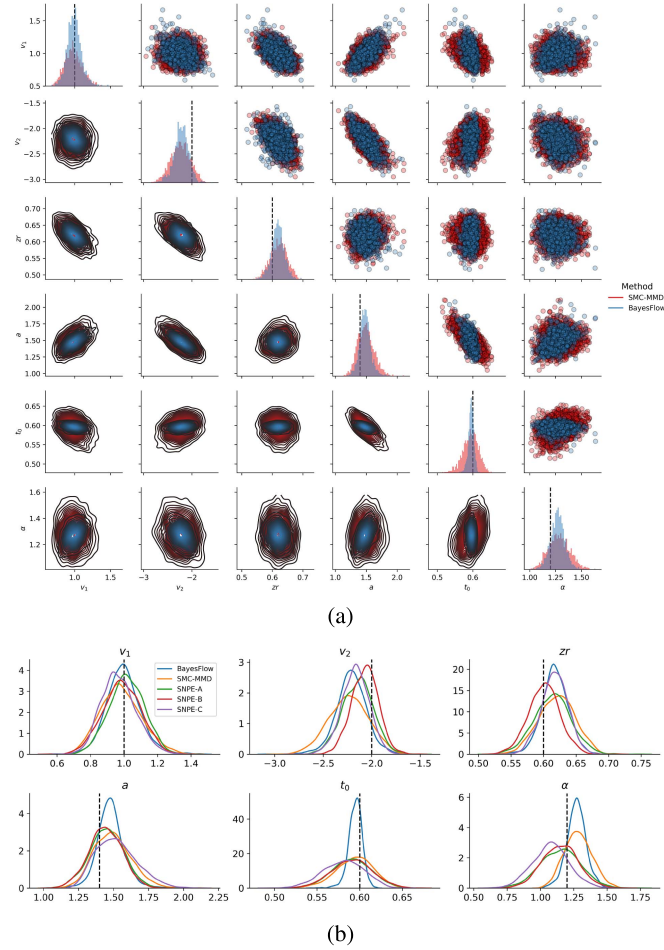 v₁
1.5
1.0
0.5
v₂
−1.5
−2.0
−2.5
−3.0
zr
0.70
0.65
0.60
0.55
0.50
Method
SMC-MMD
BayesFlow
a
2.00
1.75
1.50
1.25
1.00
t₀
0.65
0.60
0.55
0.50
α
1.6
1.4
1.2
1.0 1.5 −3 −2 0.5 0.6 0.7 1.0 1.5 2.0 0.6 1.00 1.25 1.50
v₁ v₂ zr a t₀ α
(a)
v₁ v₂ zr
BayesFlow
SMC-MMD
SNPE-A
SNPE-B
SNPE-C
4
3
2
1
0
3
2
1
0
20
15
10
5
0
0.6 0.8 1.0 1.2 1.4 −3.0 −2.5 −2.0 −1.5 0.50 0.55 0.60 0.65 0.70 0.75
a t₀ α
4
2
0
40
20
0
6
4
2
0
1.00 1.25 1.50 1.75 2.00 2.25 0.50 0.55 0.60 0.65 0.50 0.75 1.00 1.25 1.50 1.75
(b)